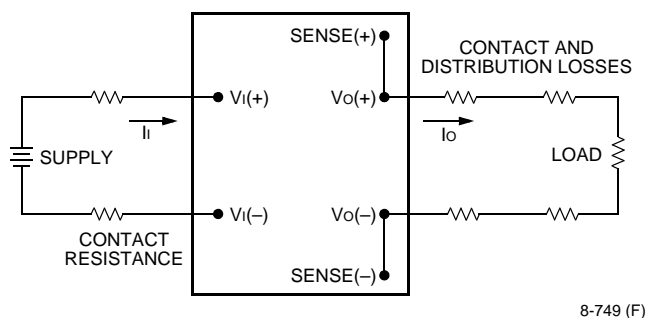 SENSE(+)
CONTACT AND
DISTRIBUTION LOSSES
VI(+)
VO(+)
II
IO
SUPPLY
LOAD
VI(–)
VO(–)
CONTACT
RESISTANCE
SENSE(–)
8-749 (F)